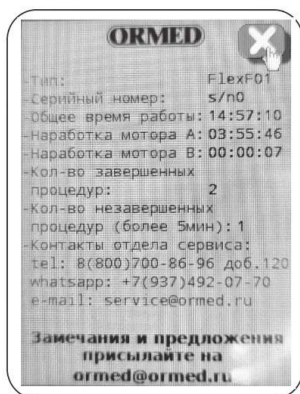 ORMED
-Тип: FlexF01
-Серийный номер: s/n0
-Общее время работы: 14:57:10
-Наработка мотора A: 03:55:46
-Наработка мотора B: 00:00:07
-Кол-во завершенных
процедур: 2
-Кол-во незавершенных
процедур (более 5мин): 1
-Контакты отдела сервиса:
tel: 8(800)700-86-96 доб.120
whatsapp: +7(937)492-07-70
e-mail: service@ormed.ru
Замечания и предложения
присылайте на
ormed@ormed.ru